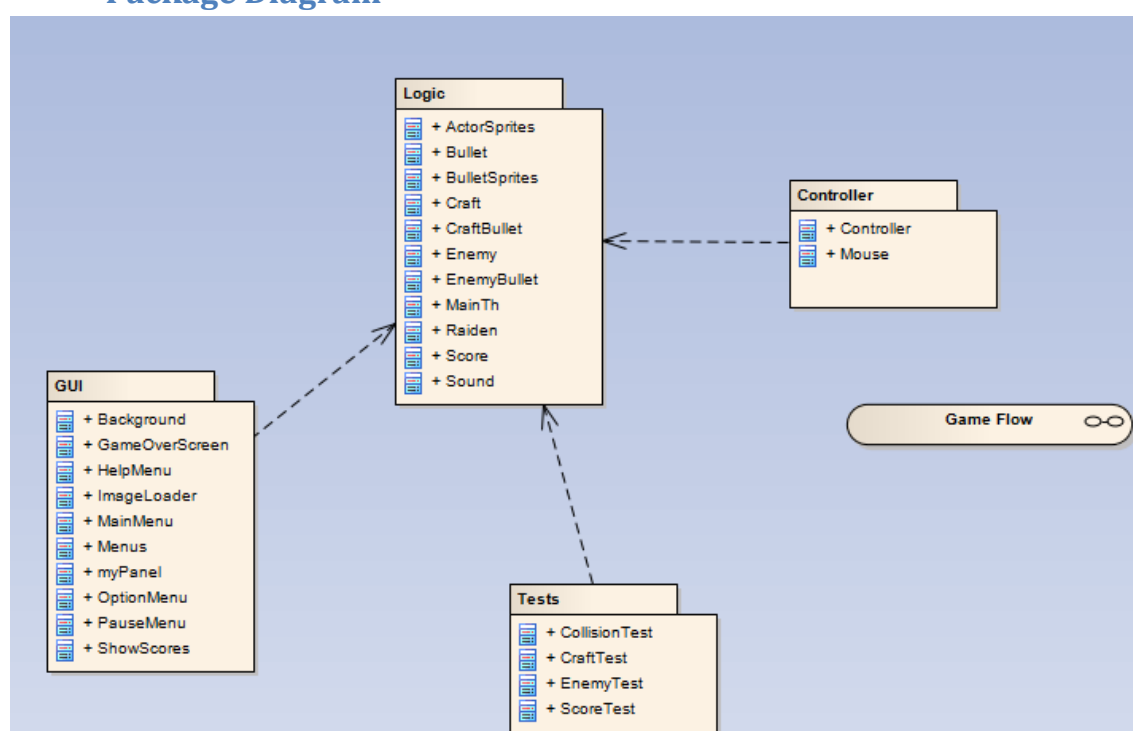 Package Diagram
Logic
+ ActorSprites
+ Bullet
+ BulletSprites
+ Craft
+ CraftBullet
+ Enemy
+ EnemyBullet
+ MainTh
+ Raiden
+ Score
+ Sound
Controller
+ Controller
+ Mouse
GUI
+ Background
+ GameOverScreen
+ HelpMenu
+ ImageLoader
+ MainMenu
+ Menus
+ myPanel
+ OptionMenu
+ PauseMenu
+ ShowScores
Game Flow
Tests
+ CollisionTest
+ CraftTest
+ EnemyTest
+ ScoreTest